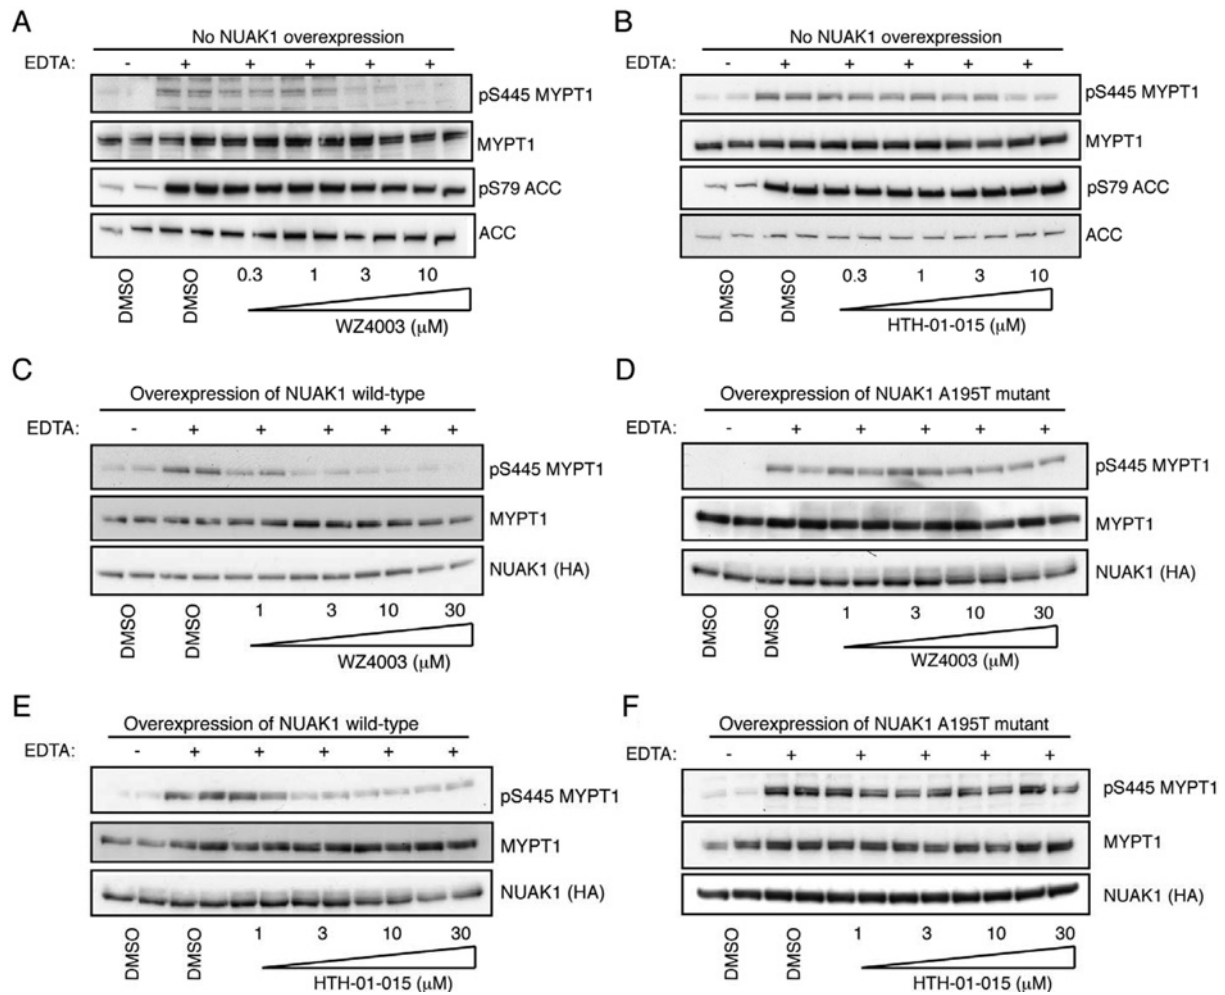 A
No NUAK1 overexpression
EDTA: - + + + + +
pS445 MYPT1
MYPT1
pS79 ACC
ACC
DMSO DMSO 0.3 1 3 10
WZ4003 (μM)
B
No NUAK1 overexpression
EDTA: - + + + + +
pS445 MYPT1
MYPT1
pS79 ACC
ACC
DMSO DMSO 0.3 1 3 10
HTH-01-015 (μM)
C
Overexpression of NUAK1 wild-type
EDTA: - + + + + +
pS445 MYPT1
MYPT1
NUAK1 (HA)
DMSO DMSO 1 3 10 30
WZ4003 (μM)
D
Overexpression of NUAK1 A195T mutant
EDTA: - + + + + +
pS445 MYPT1
MYPT1
NUAK1 (HA)
DMSO DMSO 1 3 10 30
WZ4003 (μM)
E
Overexpression of NUAK1 wild-type
EDTA: - + + + + +
pS445 MYPT1
MYPT1
NUAK1 (HA)
DMSO DMSO 1 3 10 30
HTH-01-015 (μM)
F
Overexpression of NUAK1 A195T mutant
EDTA: - + + + + +
pS445 MYPT1
MYPT1
NUAK1 (HA)
DMSO DMSO 1 3 10 30
HTH-01-015 (μM)